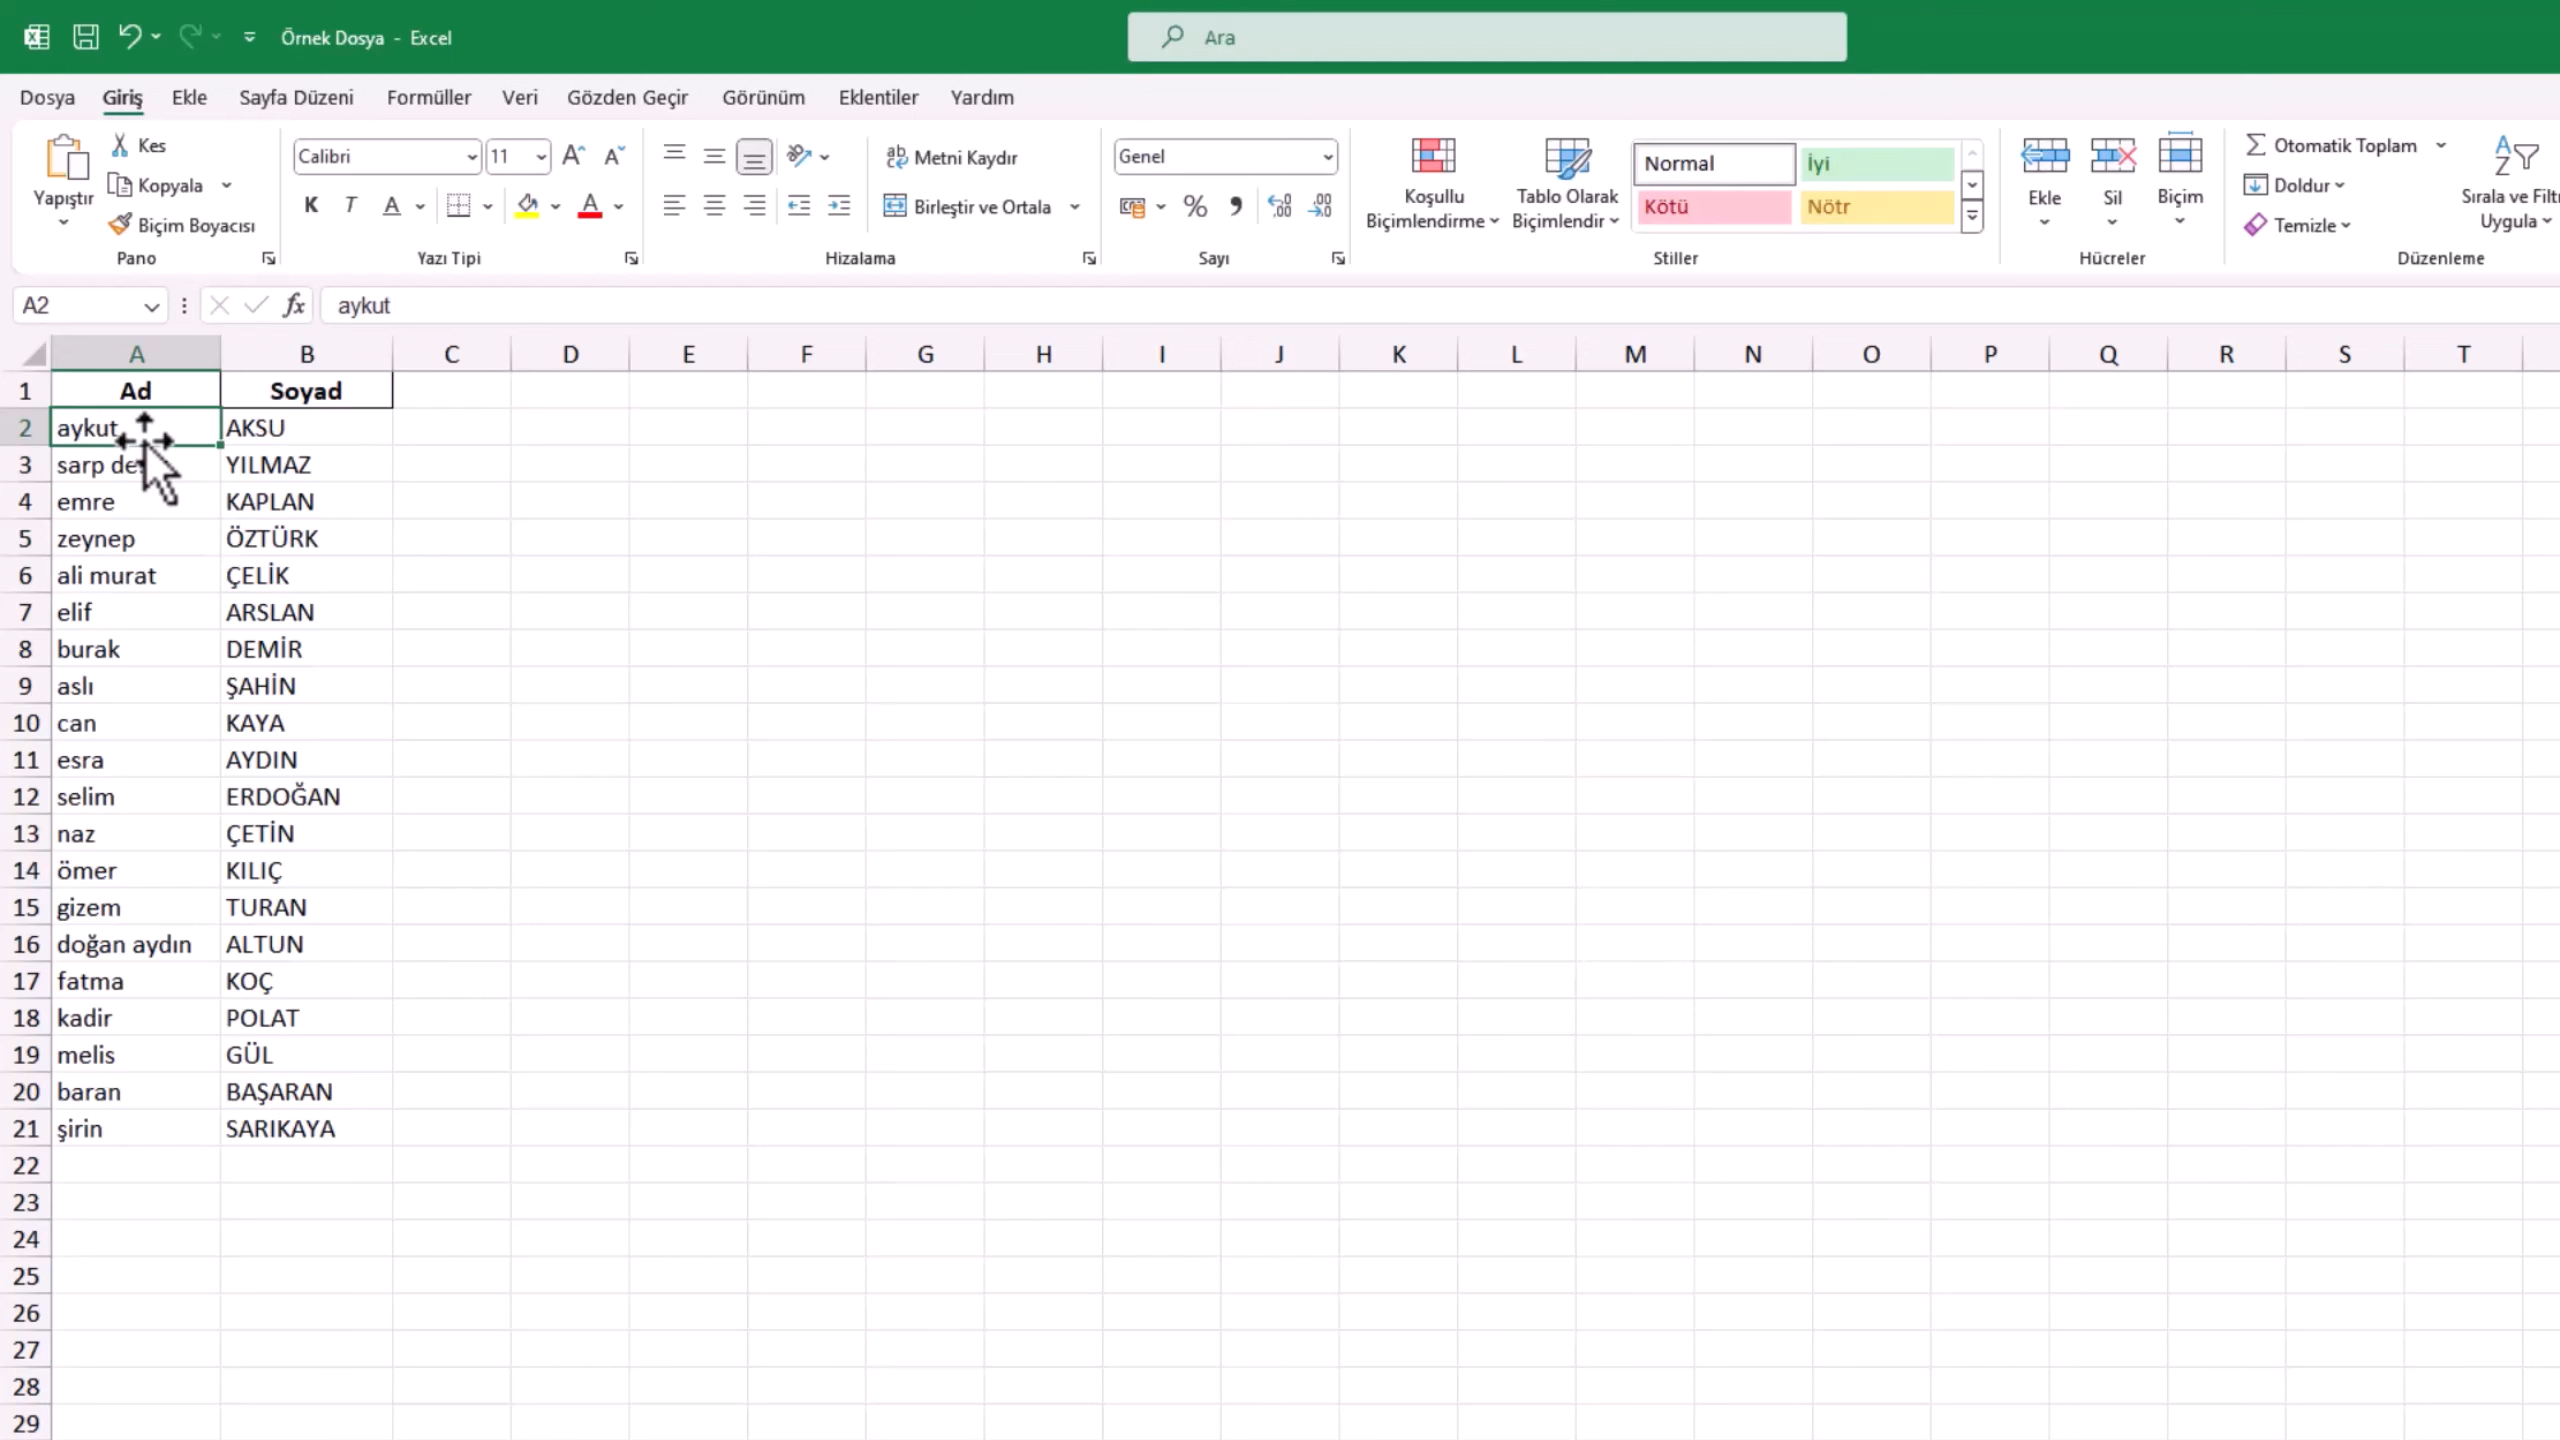 Örnek Dosya - Excel
Ara
Dosya Giriş Ekle Sayfa Düzeni Formüller Veri Gözden Geçir Görünüm Eklentiler Yardım
Yapıştır
Kes
Kopyala
Biçim Boyacısı
Pano
Calibri 11
K T A A
Yazı Tipi
Metni Kaydır
Birleştir ve Ortala
Hizalama
Genel
% ,
Sayı
Koşullu Biçimlendirme
Tablo Olarak Biçimlendir
Normal İyi
Kötü Nötr
Stiller
Ekle Sil Biçim
Hücreler
Otomatik Toplam
Doldur
Temizle
Sırala ve
Uygula
Düzenleme
A2 fx aykut
A B C D E F G H I J K L M N O P Q R S T
1 Ad Soyad
2 aykut AKSU
3 sarp YILMAZ
4 emre KAPLAN
5 zeynep ÖZTÜRK
6 ali murat ÇELİK
7 elif ARSLAN
8 burak DEMİR
9 aslı ŞAHİN
10 can KAYA
11 esra AYDIN
12 selim ERDOĞAN
13 naz ÇETİN
14 ömer KILIÇ
15 gizem TURAN
16 doğan aydın ALTUN
17 fatma KOÇ
18 kadir POLAT
19 melis GÜL
20 baran BAŞARAN
21 şirin SARIKAYA
22
23
24
25
26
27
28
29